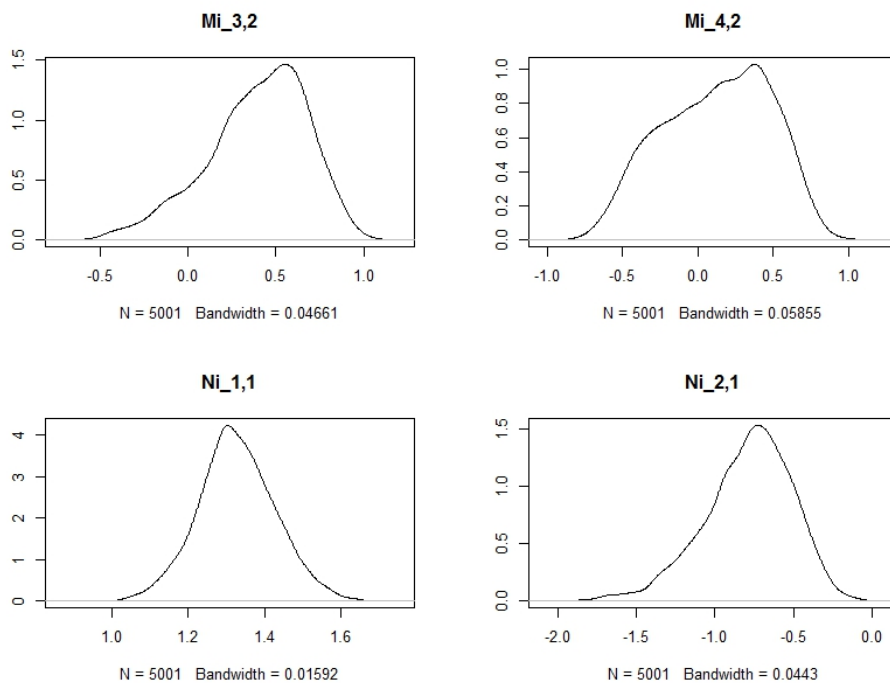 Mi_3,2
1.5
1.0
0.5
0.0
-0.5 0.0 0.5 1.0
N = 5001 Bandwidth = 0.04661
Mi_4,2
1.0
0.8
0.6
0.4
0.2
0.0
-1.0 -0.5 0.0 0.5 1.0
N = 5001 Bandwidth = 0.05855
Ni_1,1
4
3
2
1
0
1.0 1.2 1.4 1.6
N = 5001 Bandwidth = 0.01592
Ni_2,1
1.5
1.0
0.5
0.0
-2.0 -1.5 -1.0 -0.5 0.0
N = 5001 Bandwidth = 0.0443